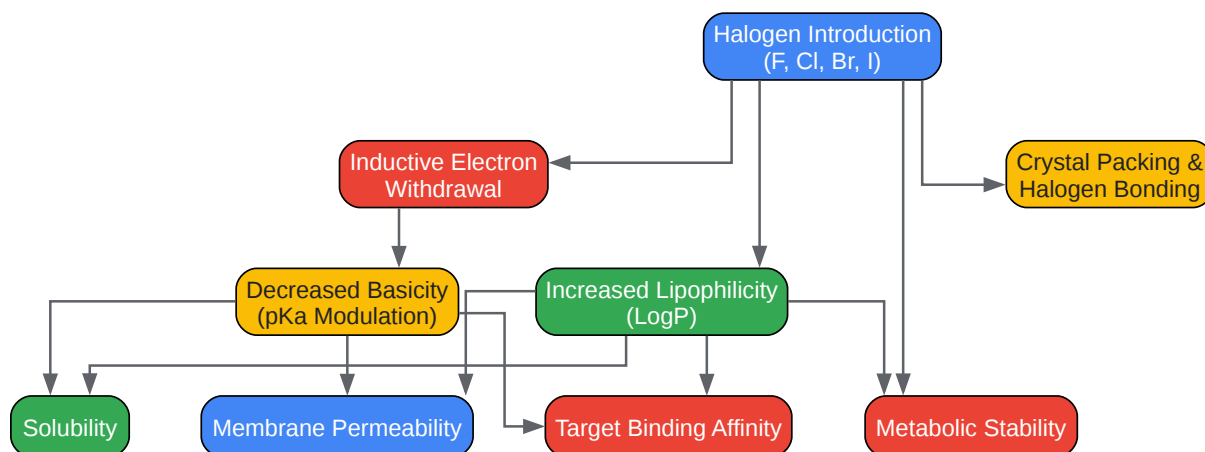 Halogen Introduction
(F, Cl, Br, I)
Inductive Electron
Withdrawal
Crystal Packing &
Halogen Bonding
Decreased Basicity
(pKa Modulation)
Increased Lipophilicity
(LogP)
Solubility
Membrane Permeability
Target Binding Affinity
Metabolic Stability